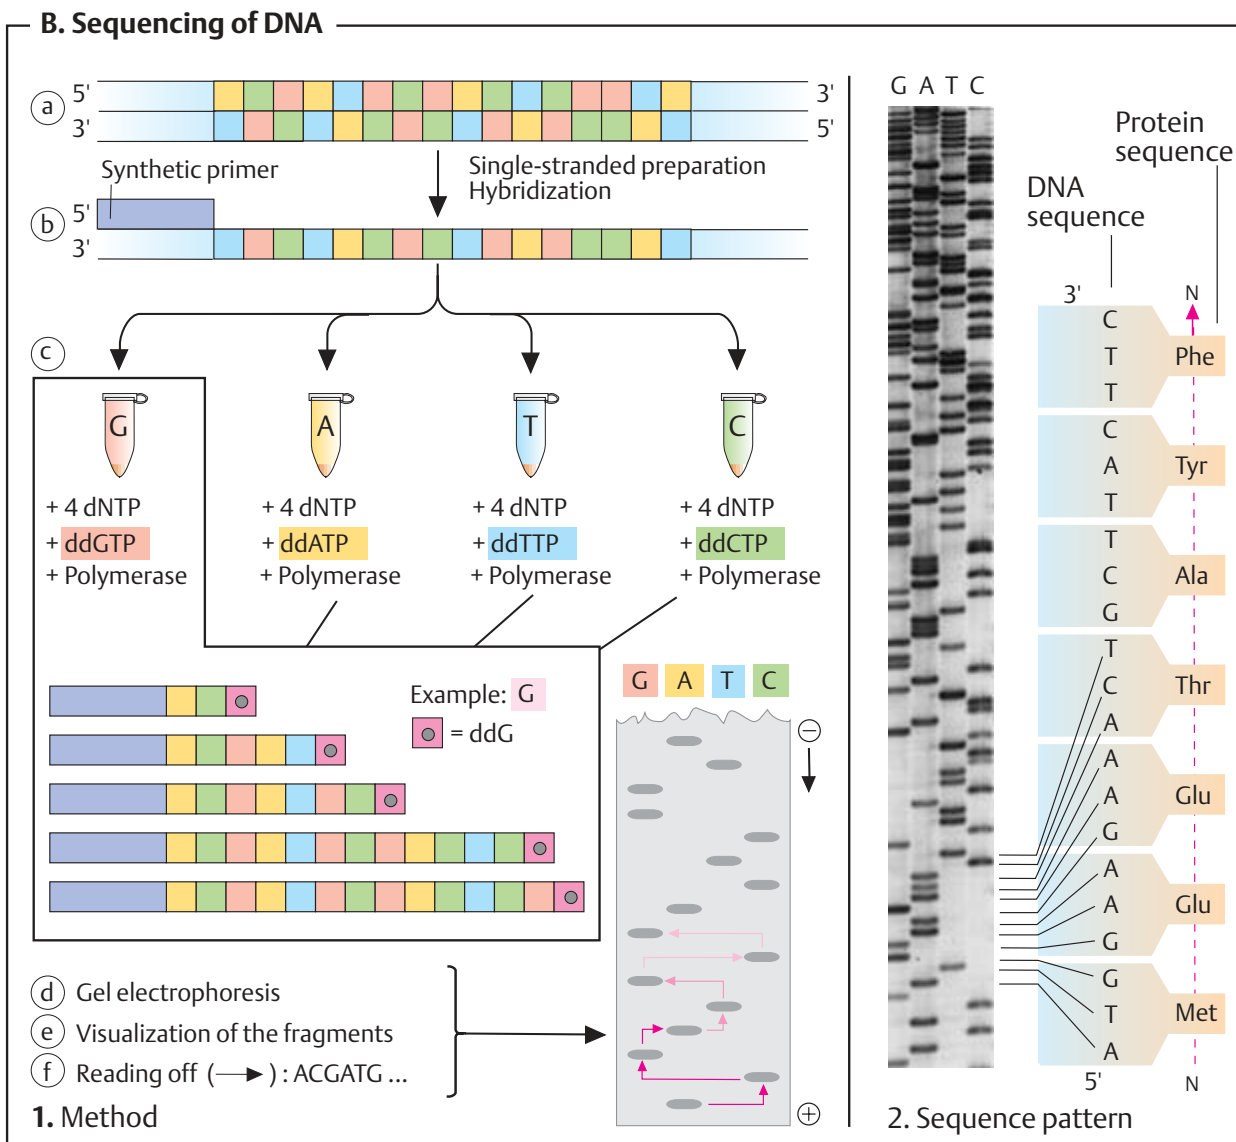 B. Sequencing of DNA
a
5'
3'
3'
5'
Synthetic primer
Single-stranded preparation
Hybridization
b
5'
3'
c
G
A
T
C
+ 4 dNTP
+ ddGTP
+ Polymerase
+ 4 dNTP
+ ddATP
+ Polymerase
+ 4 dNTP
+ ddTTP
+ Polymerase
+ 4 dNTP
+ ddCTP
+ Polymerase
Example: G
= ddG
G A T C
−
+
d Gel electrophoresis
e Visualization of the fragments
f Reading off ( ) : ACGATG ...
1. Method
G A T C
Protein
sequence
DNA
sequence
3'
N
C
T
T
Phe
C
A
T
Tyr
T
C
G
Ala
T
C
A
Thr
A
A
G
Glu
A
A
G
Glu
G
T
A
Met
5'
N
2. Sequence pattern